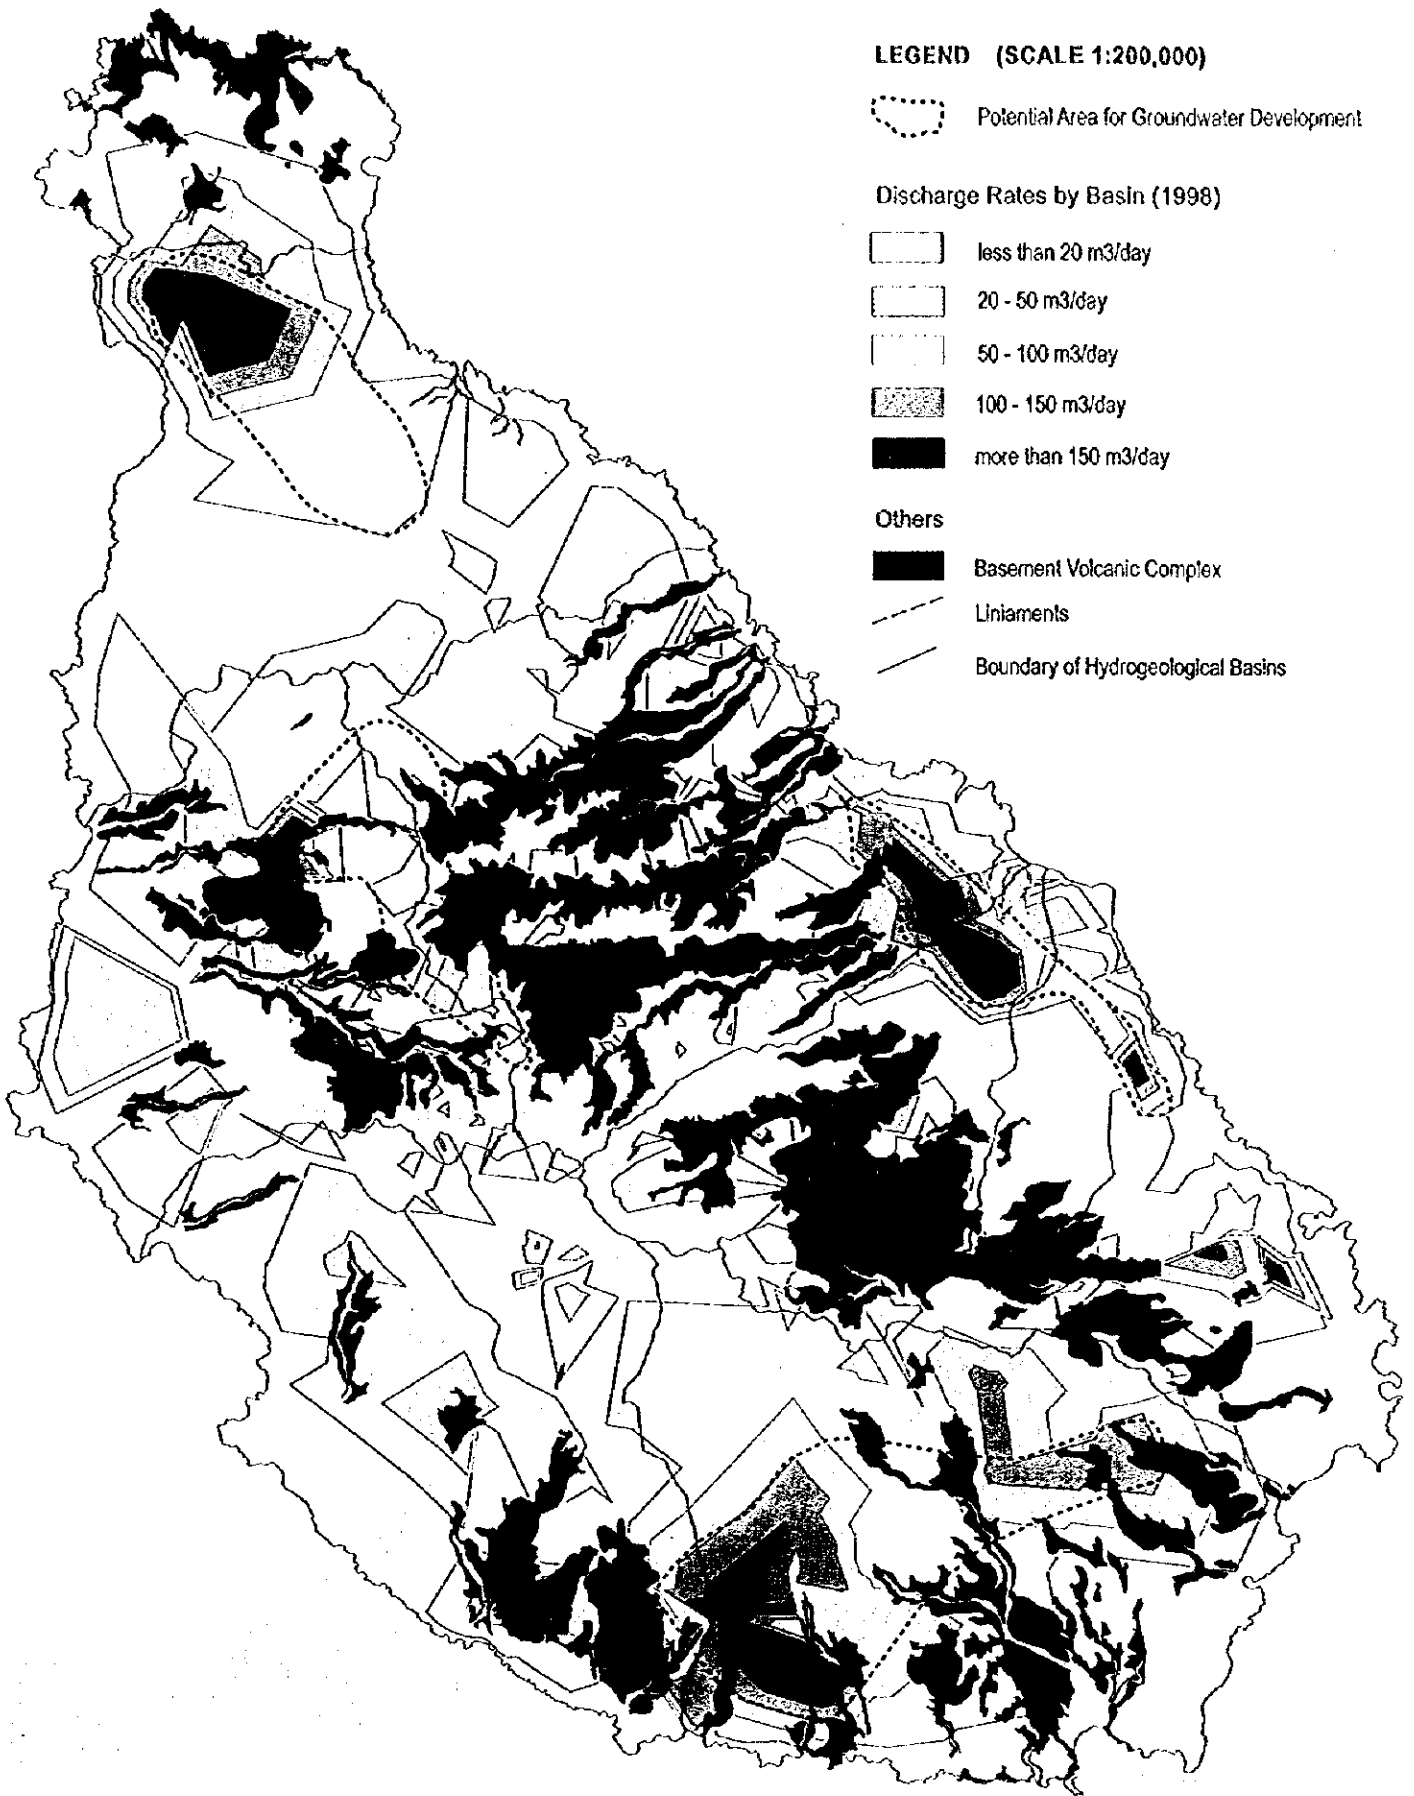 LEGEND (SCALE 1:200,000)
Potential Area for Groundwater Development
Discharge Rates by Basin (1998)
less than 20 m3/day
20 - 50 m3/day
50 - 100 m3/day
100 - 150 m3/day
more than 150 m3/day
Others
Basement Volcanic Complex
Liniaments
Boundary of Hydrogeological Basins